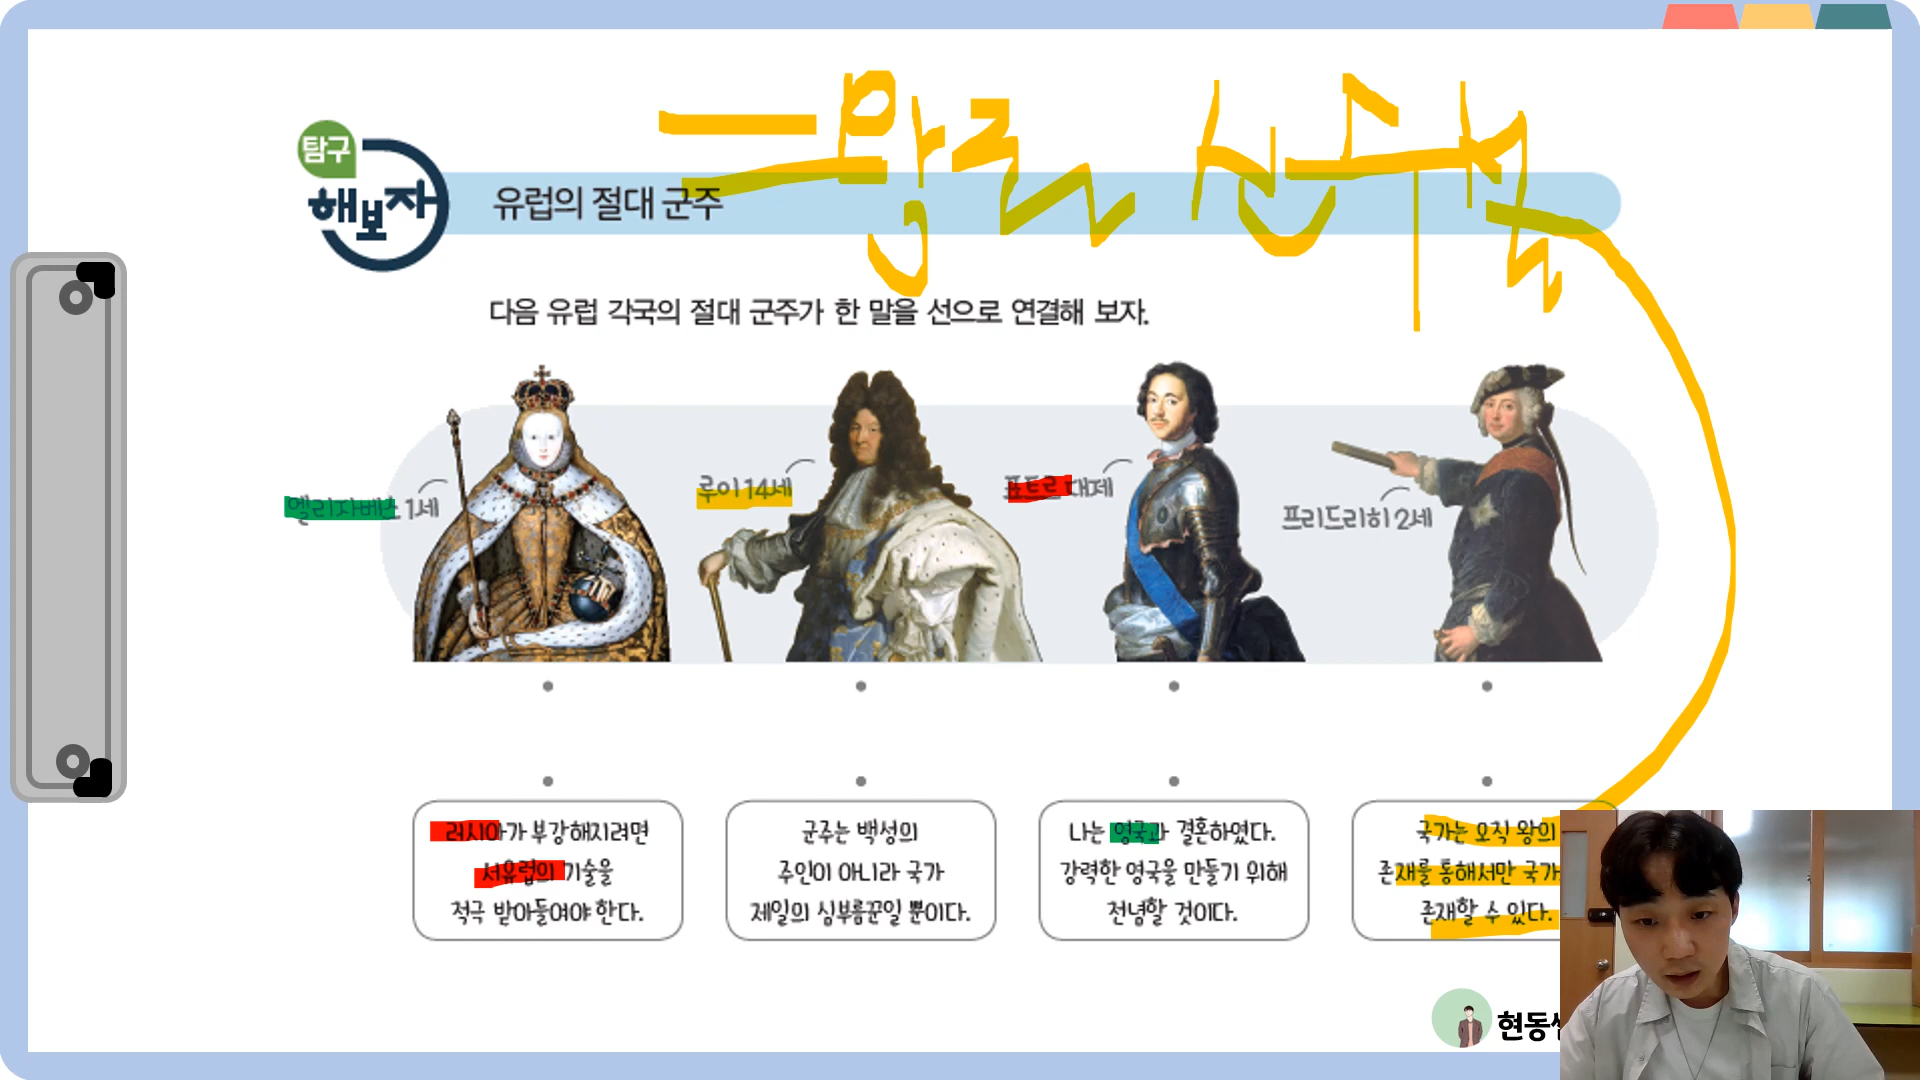 왕권 신수설
탐구
해보자
유럽의 절대 군주
다음 유럽 각국의 절대 군주가 한 말을 선으로 연결해 보자.
엘리자베스 1세
루이 14세
표트르 대제
프리드리히 2세
러시아가 부강해지려면
서유럽의 기술을
적극 받아들여야 한다.
군주는 백성의
주인이 아니라 국가
제일의 심부름꾼일 뿐이다.
나는 영국과 결혼하였다.
강력한 영국을 만들기 위해
전념할 것이다.
국가는 오직 왕의
존재를 통해서만 국가
존재할 수 있다.
현동